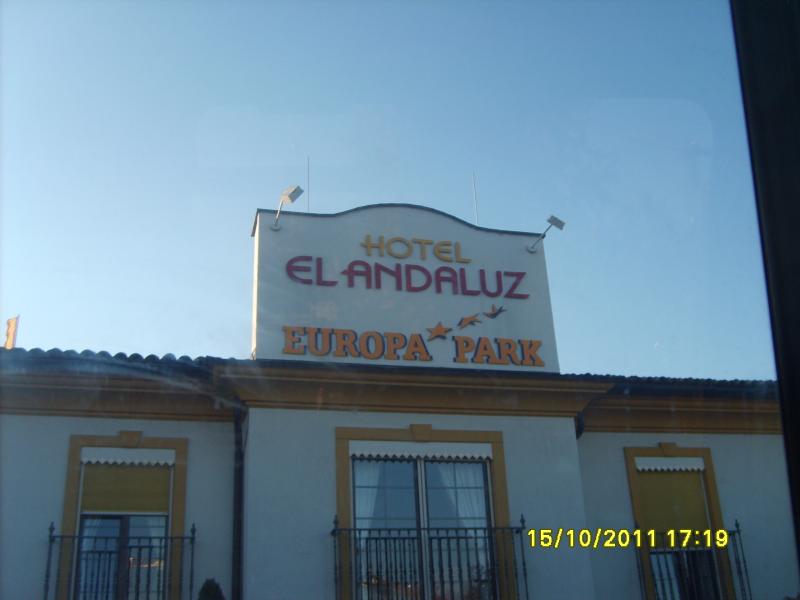 HOTEL
EL ANDALUZ
EUROPA PARK
15/10/2011 17:19